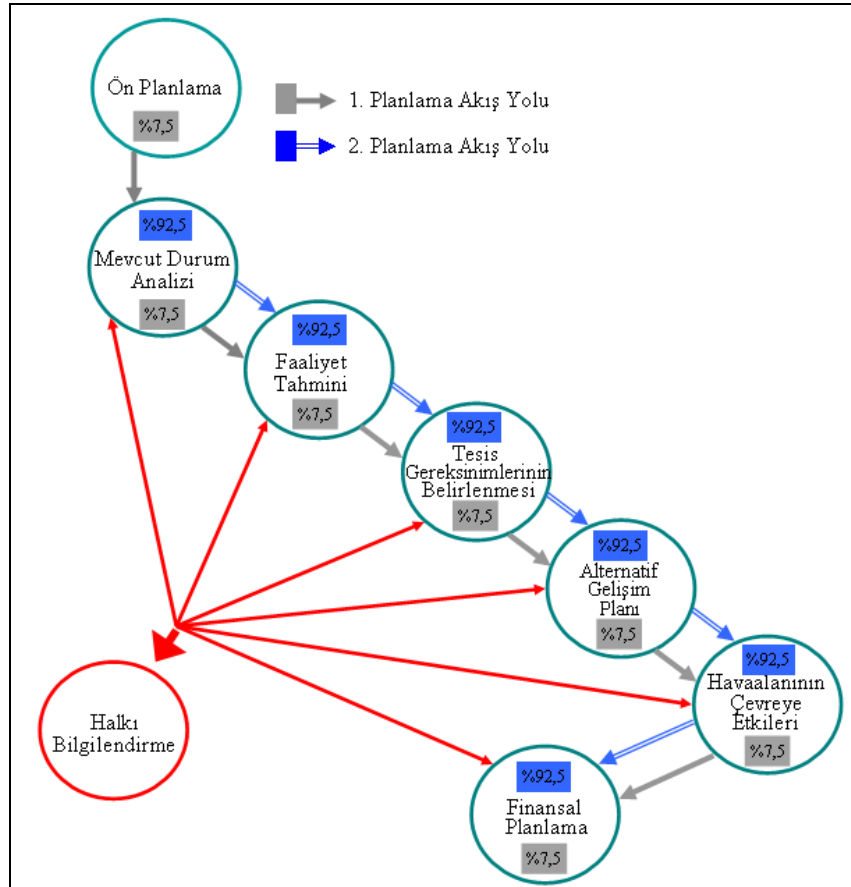 Ön Planlama
%7,5
1. Planlama Akış Yolu
2. Planlama Akış Yolu
%92,5
Mevcut Durum
Analizi
%7,5
%92,5
Faaliyet
Tahmini
%7,5
%92,5
Tesis
Gereksinimlerinin
Belirlenmesi
%7,5
%92,5
Alternatif
Gelişim
Planı
%7,5
%92,5
Havaalanının
Çevreye
Etkileri
%7,5
Halkı
Bilgilendirme
%92,5
Finansal
Planlama
%7,5